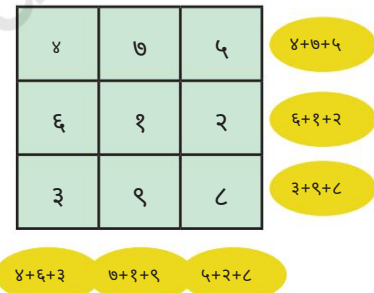 ४ ७ ५ ४+७+५
६ १ २ ६+१+२
३ ९ ८ ३+९+८
४+६+३ ७+१+९ ५+२+८